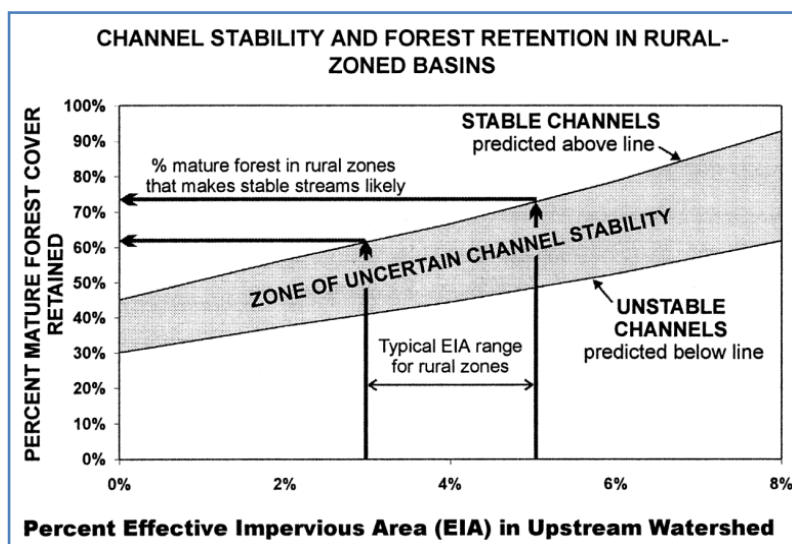 CHANNEL STABILITY AND FOREST RETENTION IN RURAL-
ZONED BASINS
PERCENT MATURE FOREST COVER
RETAINED
100%
90%
80%
70%
60%
50%
40%
30%
20%
10%
0%
STABLE CHANNELS
predicted above line
% mature forest in rural zones
that makes stable streams likely
ZONE OF UNCERTAIN CHANNEL STABILITY
UNSTABLE
CHANNELS
predicted below line
Typical EIA range
for rural zones
0%
2%
4%
6%
8%
Percent Effective Impervious Area (EIA) in Upstream Watershed